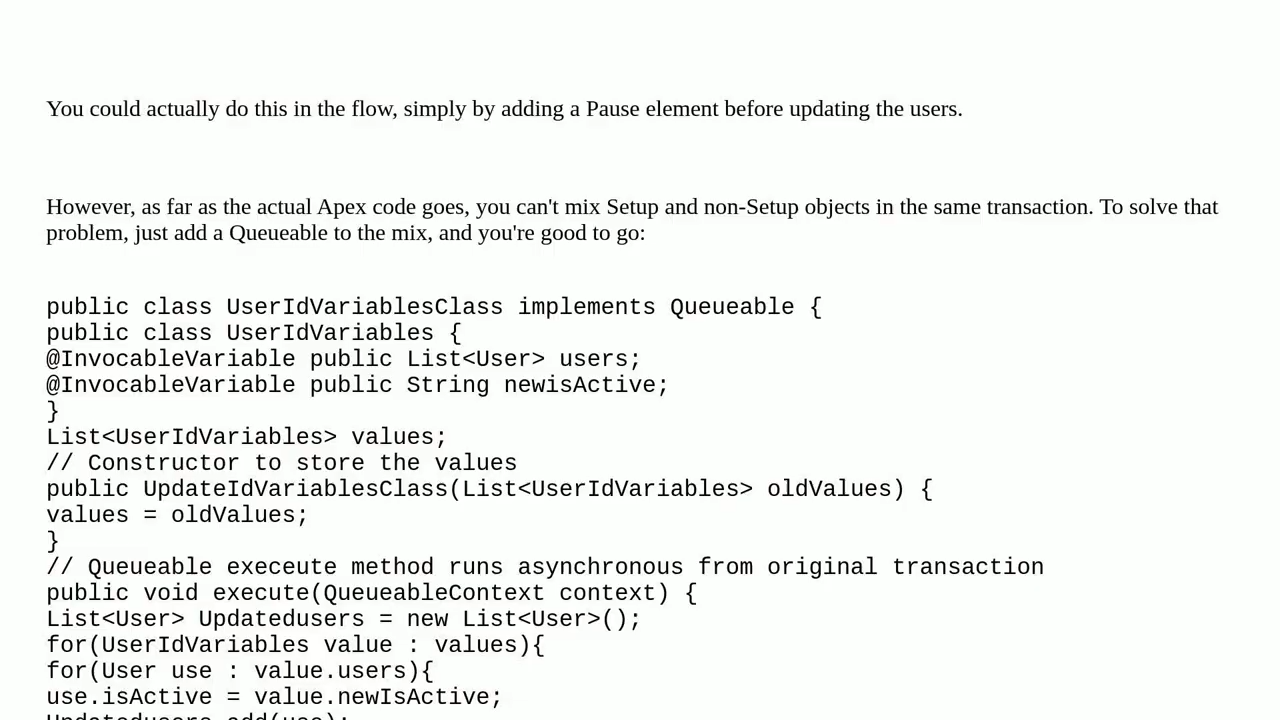 You could actually do this in the flow, simply by adding a Pause element before updating the users.
However, as far as the actual Apex code goes, you can't mix Setup and non-Setup objects in the same transaction. To solve that
problem, just add a Queueable to the mix, and you're good to go:
public class UserIdVariablesClass implements Queueable {
public class UserIdVariables {
@InvocableVariable public List<User> users;
@InvocableVariable public String newisActive;
}
List<UserIdVariables> values;
// Constructor to store the values
public UpdateIdVariablesClass(List<UserIdVariables> oldValues) {
values = oldValues;
}
// Queueable execeute method runs asynchronous from original transaction
public void execute(QueueableContext context) {
List<User> Updatedusers = new List<User>();
for(UserIdVariables value : values){
for(User use : value.users){
use.isActive = value.newIsActive;
Updatedusers.add(use);